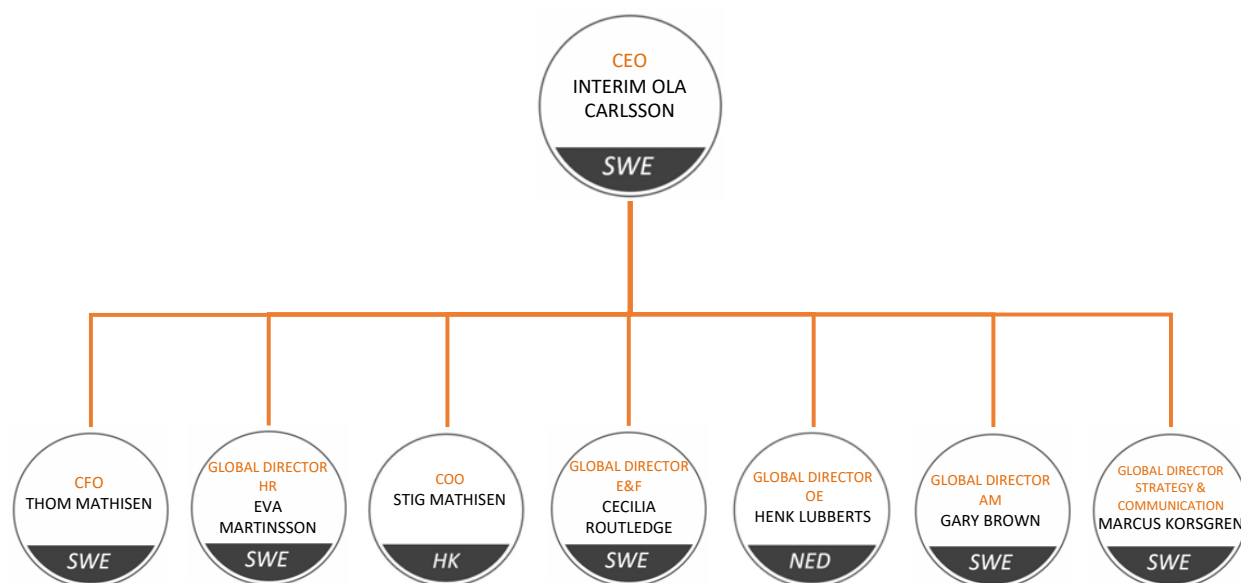 CEO
INTERIM OLA
CARLSSON
SWE
CFO
THOM MATHISEN
SWE
GLOBAL DIRECTOR
HR
EVA
MARTINSSON
SWE
COO
STIG MATHISEN
HK
GLOBAL DIRECTOR
E&F
CECILIA
ROUTLEDGE
SWE
GLOBAL DIRECTOR
OE
HENK LUBBERTS
NED
GLOBAL DIRECTOR
AM
GARY BROWN
SWE
GLOBAL DIRECTOR
STRATEGY &
COMMUNICATION
MARCUS KORSGREN
SWE